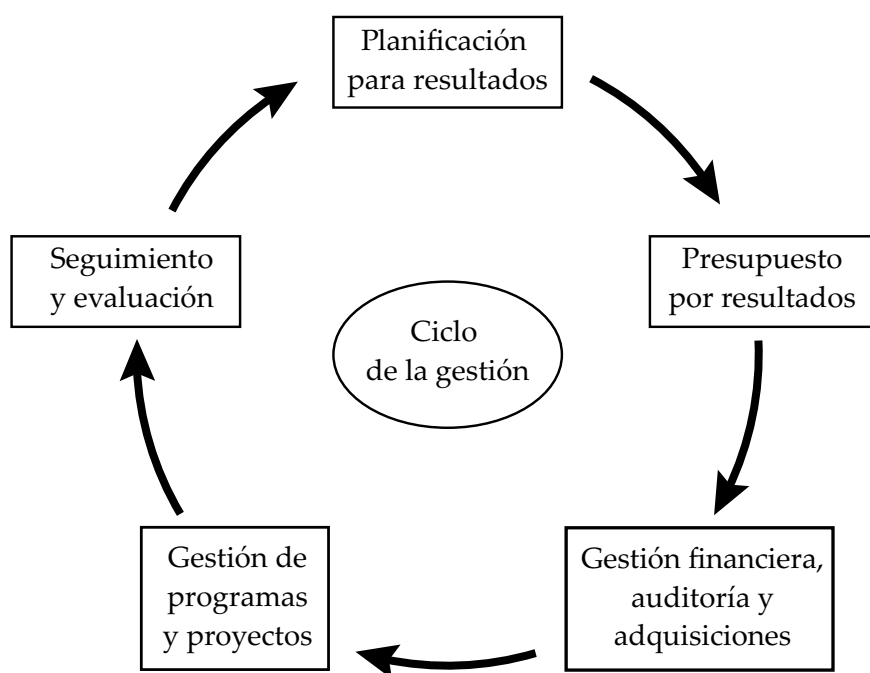 Planificación
para resultados
Presupuesto
por resultados
Gestión financiera,
auditoría y
adquisiciones
Gestión de
programas
y proyectos
Seguimiento
y evaluación
Ciclo
de la gestión